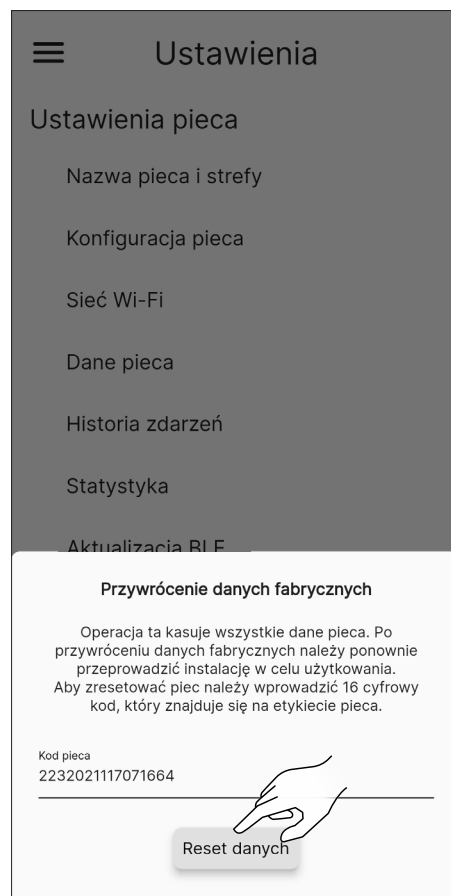 Ustawienia
Ustawienia pieca
Nazwa pieca i strefy
Konfiguracja pieca
Sieć Wi-Fi
Dane pieca
Historia zdarzeń
Statystyka
Aktualizacja BLE
Przywrócenie danych fabrycznych
Operacja ta kasuje wszystkie dane pieca. Po
przywróceniu danych fabrycznych należy ponownie
przeprowadzić instalację w celu użytkowania.
Aby zresetować piec należy wprowadzić 16 cyfrowy
kod, który znajduje się na etykiecie pieca.
Kod pieca
2232021117071664
Reset danych